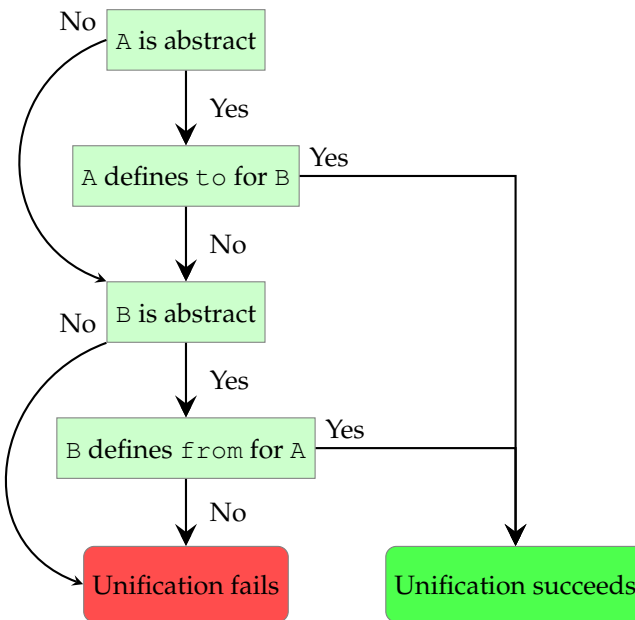 No
A is abstract
Yes
A defines to for B
Yes
No
B is abstract
No
Yes
B defines from for A
Yes
No
Unification fails
Unification succeeds